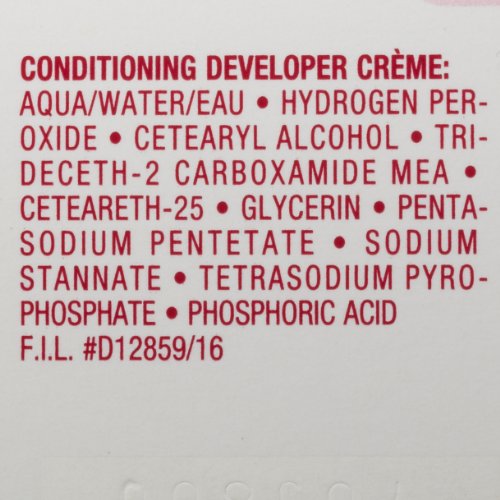 CONDITIONING DEVELOPER CRÈME:
AQUA/WATER/EAU • HYDROGEN PER-
OXIDE • CETEARYL ALCOHOL • TRI-
DECETH-2 CARBOXAMIDE MEA •
CETEARETH-25 • GLYCERIN • PENTA-
SODIUM PENTETATE • SODIUM
STANNATE • TETRASODIUM PYRO-
PHOSPHATE • PHOSPHORIC ACID
F.I.L. #D12859/16